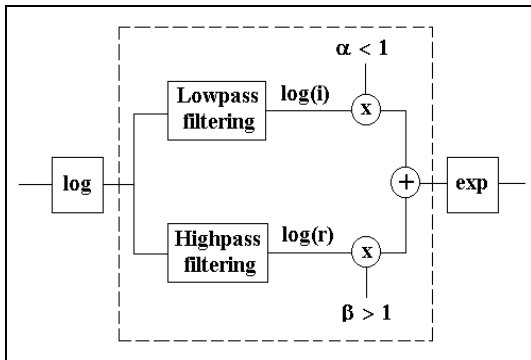 α < 1
Lowpass
filtering
log(i)
x
log
+
exp
Highpass
filtering
log(r)
x
β > 1